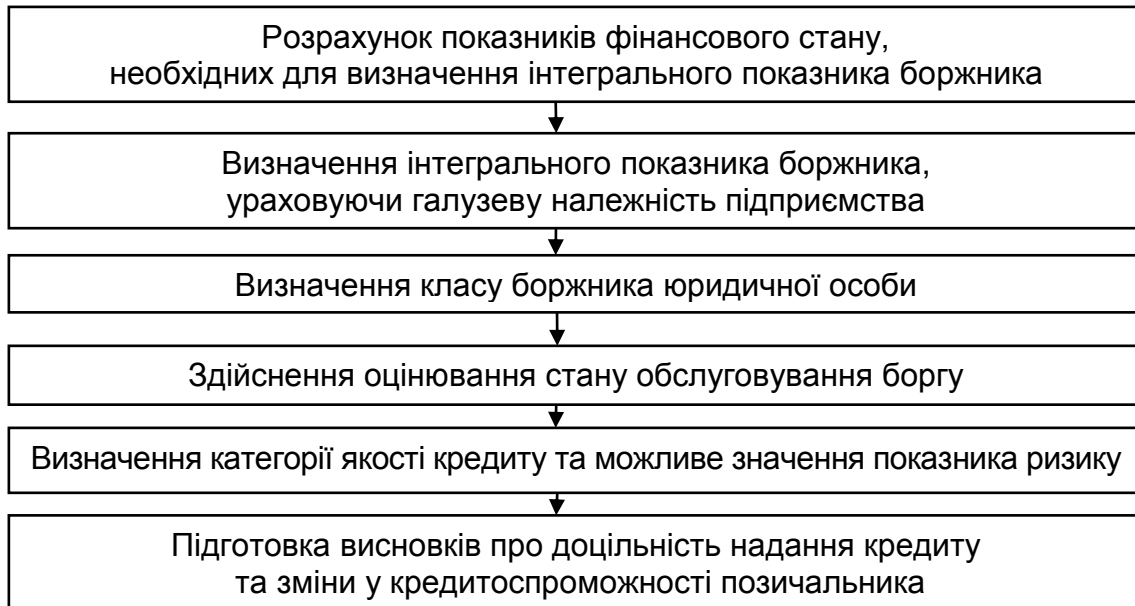 Розрахунок показників фінансового стану,
необхідних для визначення інтегрального показника боржника
Визначення інтегрального показника боржника,
ураховуючи галузеву належність підприємства
Визначення класу боржника юридичної особи
Здійснення оцінювання стану обслуговування боргу
Визначення категорії якості кредиту та можливе значення показника ризику
Підготовка висновків про доцільність надання кредиту
та зміни у кредитоспроможності позичальника